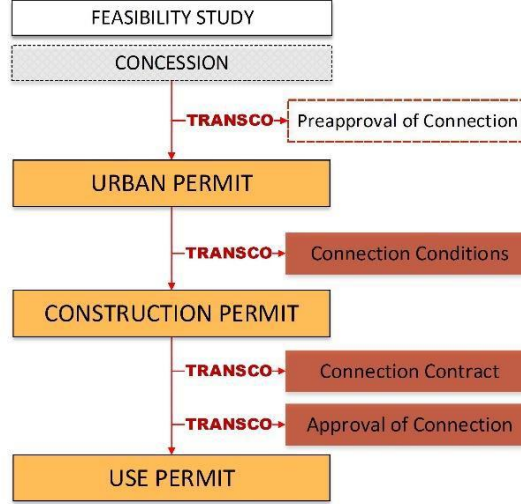 FEASIBILITY STUDY
CONCESSION
TRANSCO
Preapproval of Connection
URBAN PERMIT
TRANSCO
Connection Conditions
CONSTRUCTION PERMIT
TRANSCO
Connection Contract
TRANSCO
Approval of Connection
USE PERMIT